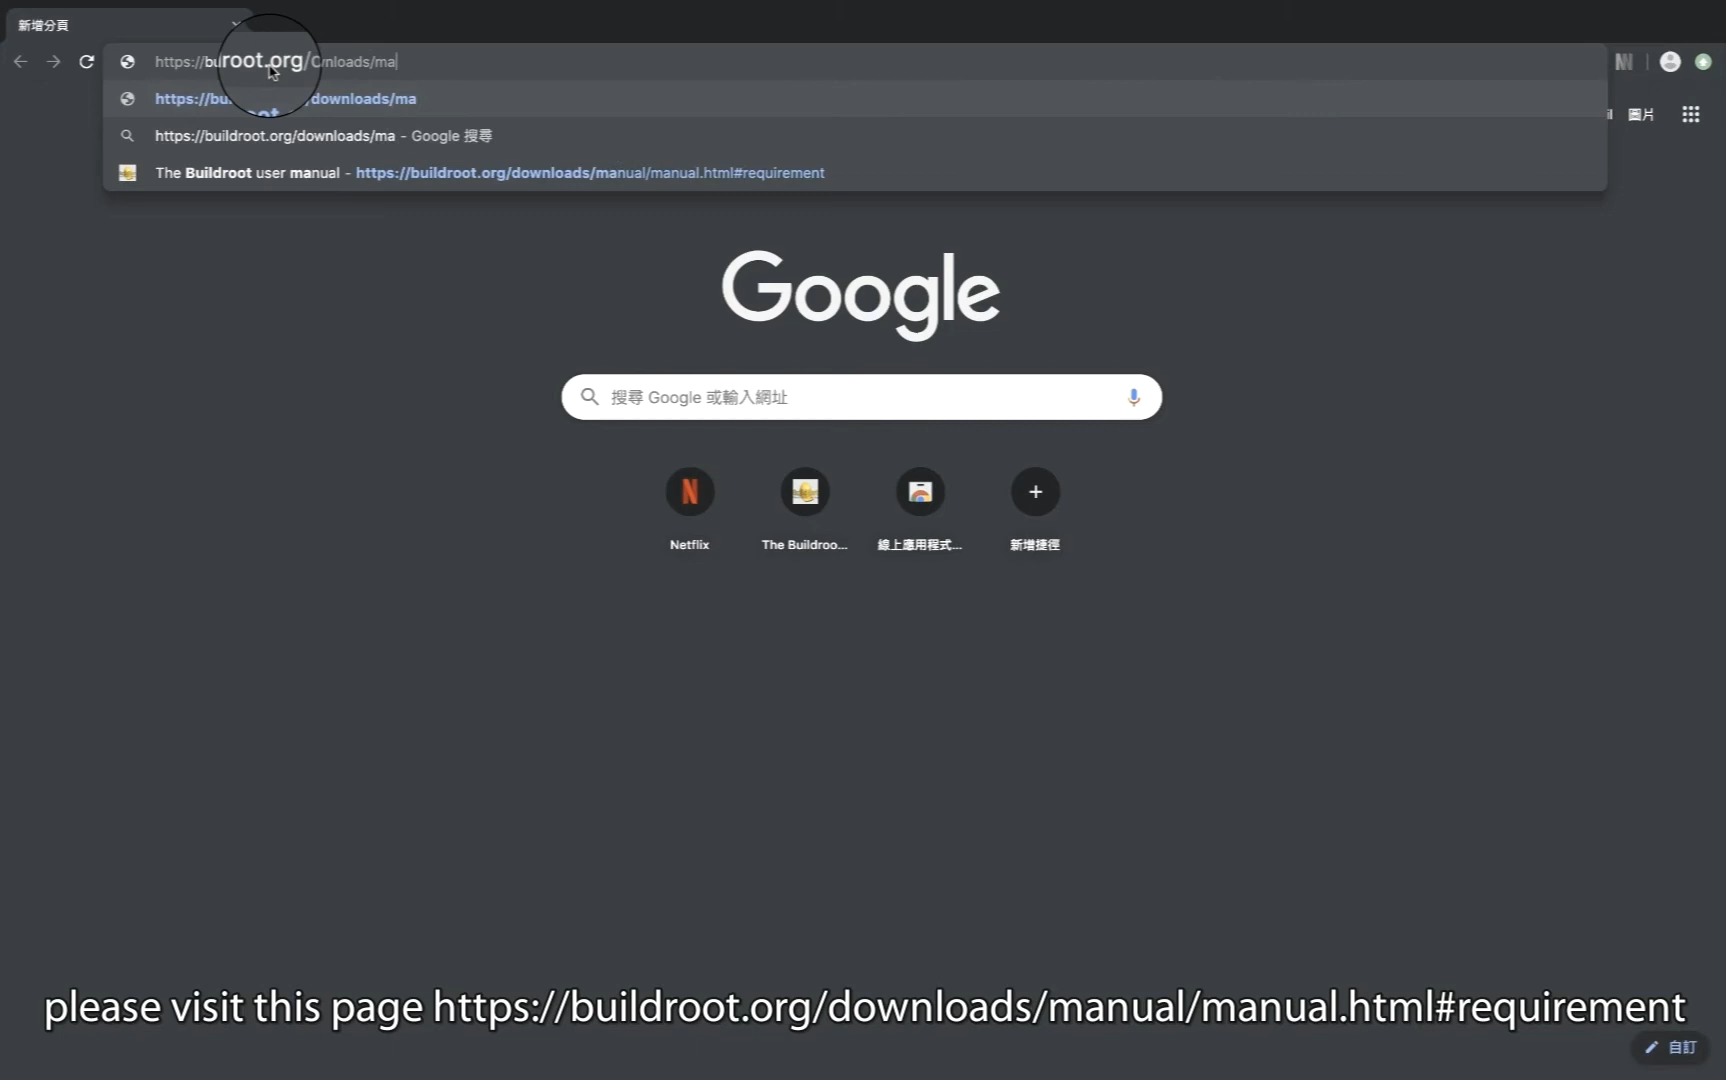 新增分頁
https://buroot.org/Cwnloads/ma
https://bu /downloads/ma
https://buildroot.org/downloads/ma - Google 搜尋
The Buildroot user manual - https://buildroot.org/downloads/manual/manual.html#requirement
圖片
Google
搜尋 Google 或輸入網址
N
Netflix
The Buildroo...
線上應用程式...
新增捷徑
please visit this page https://buildroot.org/downloads/manual/manual.html#requirement
自訂